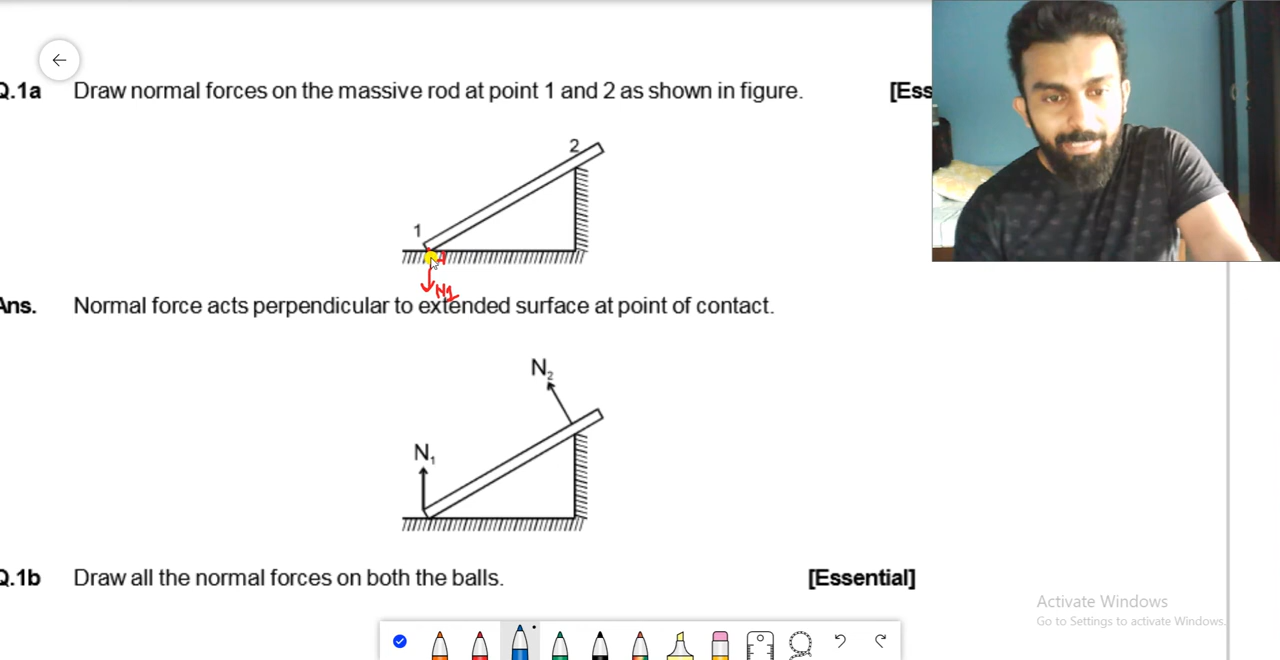 Q.1a Draw normal forces on the massive rod at point 1 and 2 as shown in figure. [Ess
2
1
N1
Ans. Normal force acts perpendicular to extended surface at point of contact.
N₂
N₁
Q.1b Draw all the normal forces on both the balls. [Essential]
Activate Windows
Go to Settings to activate Windows.